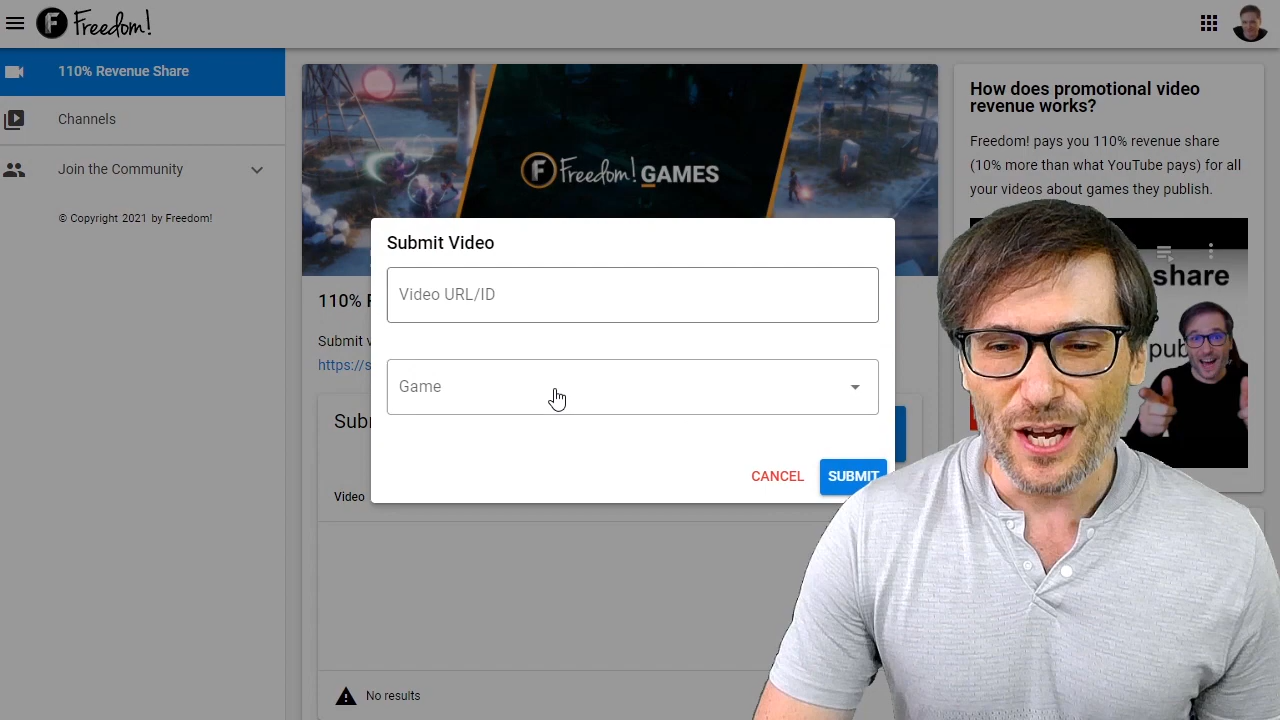 F Freedom!
110% Revenue Share
Channels
Join the Community
© Copyright 2021 by Freedom!
F Freedom! GAMES
How does promotional video
revenue works?
Freedom! pays you 110% revenue share
(10% more than what YouTube pays) for all
your videos about games they publish.
share
pub
110%
Submit
https://s
Submit Video
Video URL/ID
Game
CANCEL
SUBMIT
Video
No results